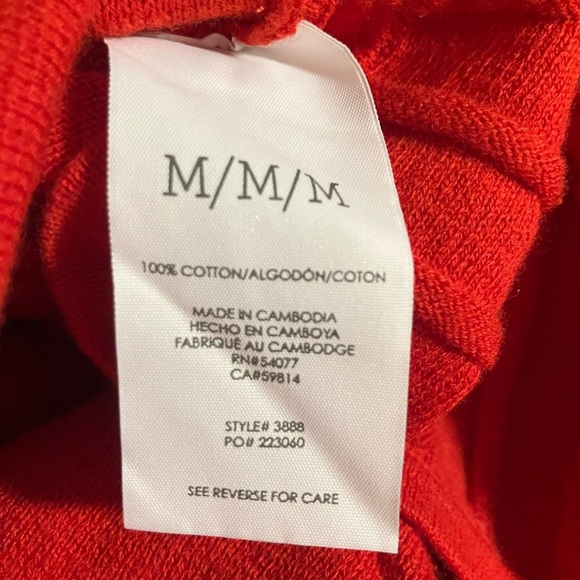 M/M/M
100% COTTON/ALGODÓN/COTON
MADE IN CAMBODIA
HECHO EN CAMBOYA
FABRIQUÉ AU CAMBODGE
RN#54077
CA#59814
STYLE# 3888
PO# 223060
SEE REVERSE FOR CARE